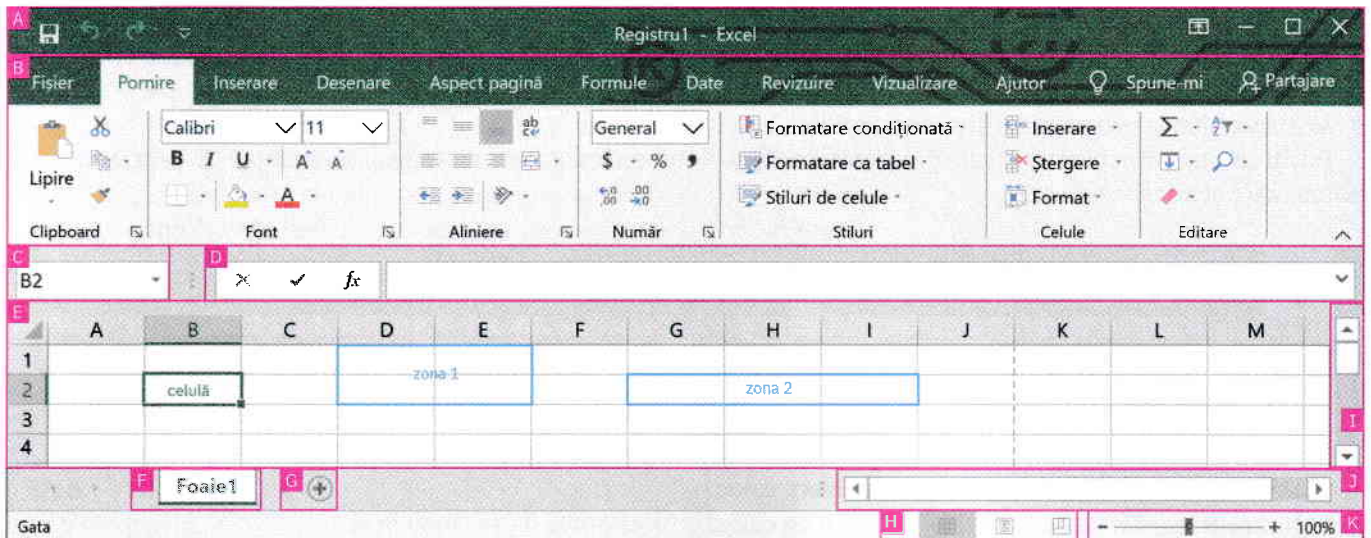 A
Registru1 - Excel
B
Fișier Pornire Inserare Desenare Aspect pagină Formule Date Revizuire Vizualizare Ajutor Spune-mi Partajare
Calibri 11 ab General Formatare condiționată Inserare Σ
Lipire B I U A A $ % Formatare ca tabel Ștergere
A Stiluri de celule Format
Clipboard Font Aliniere Număr Stiluri Celule Editare
C D
B2 fx
E
A B C D E F G H I J K L M
1
zona 1
2 celulă zona 2
3
I
4
F Foaie1 G J
Gata H - + 100% K